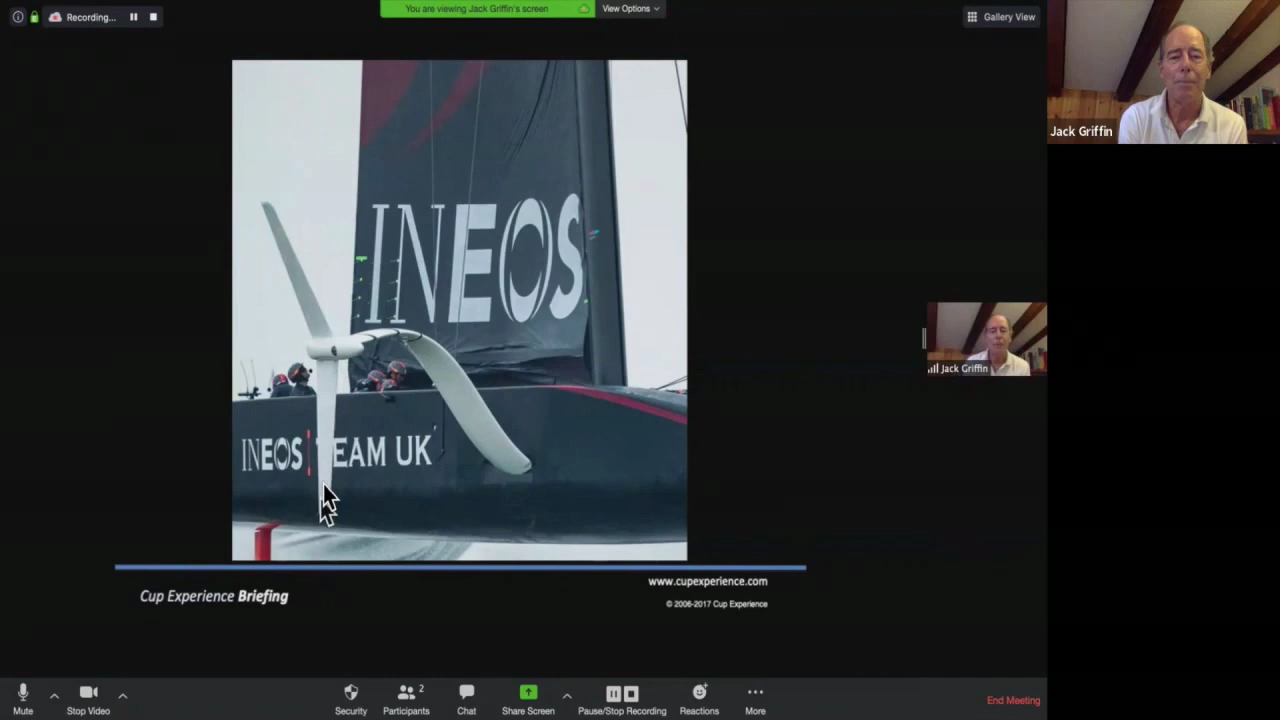 Recording...
You are viewing Jack Griffin's screen
View Options
Gallery View
Jack Griffin
INEOS
Jack Griffin
INEOS TEAM UK
www.cupexperience.com
Cup Experience Briefing
© 2006-2017 Cup Experience
Mute
Stop Video
Security
Participants
2
Chat
Share Screen
Pause/Stop Recording
Reactions
More
End Meeting